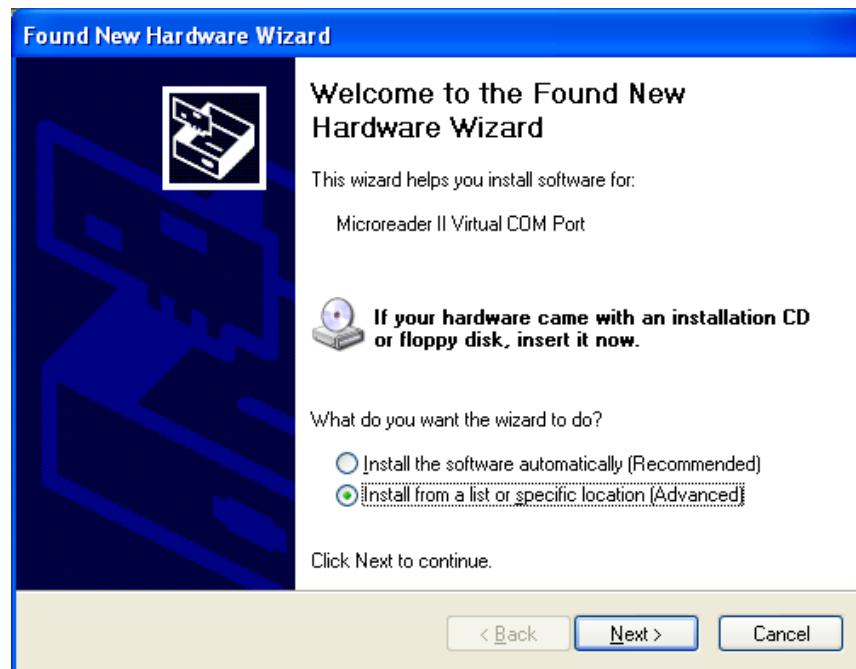 Found New Hardware Wizard
Welcome to the Found New
Hardware Wizard
This wizard helps you install software for:
Microreader II Virtual COM Port
If your hardware came with an installation CD
or floppy disk, insert it now.
What do you want the wizard to do?
Install the software automatically (Recommended)
Install from a list or specific location (Advanced)
Click Next to continue.
< Back Next > Cancel